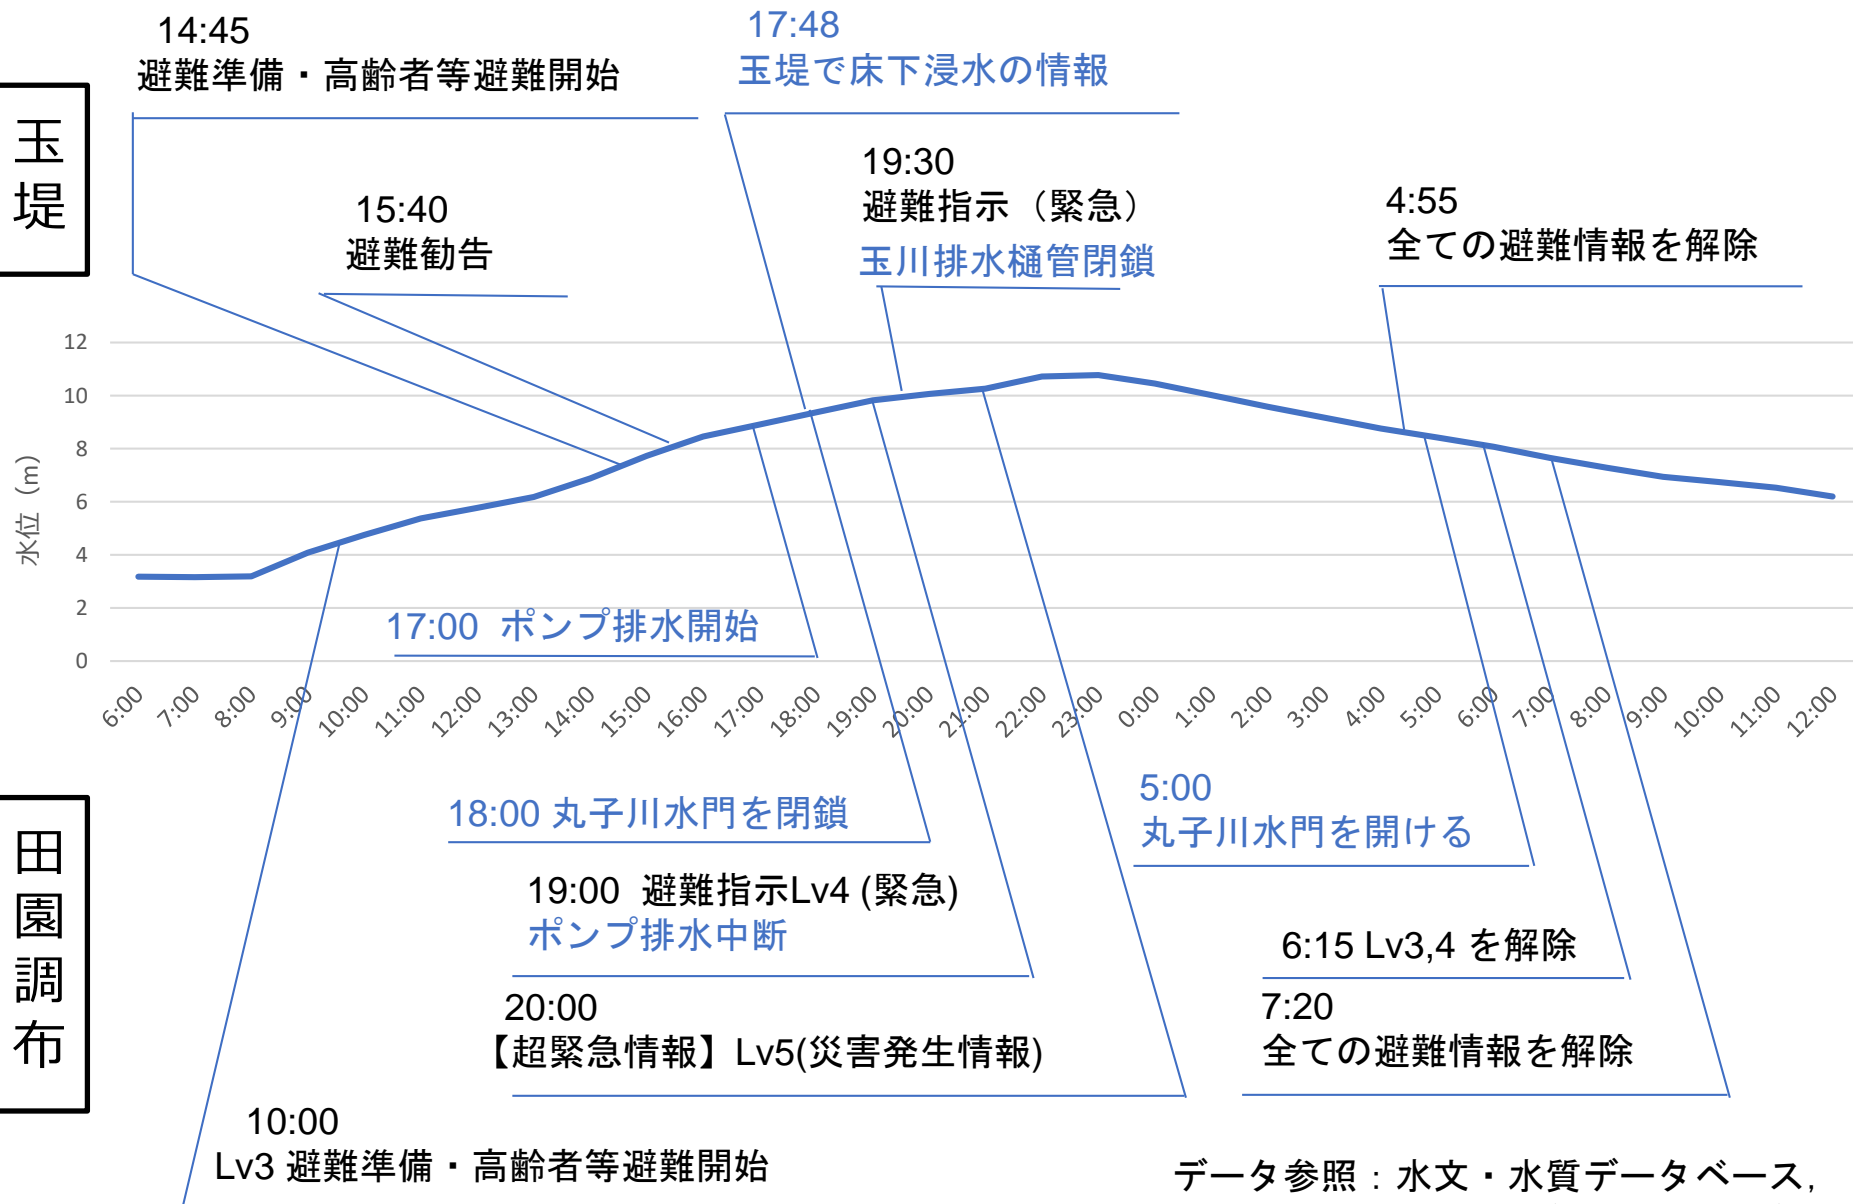 14:45
避難準備・高齢者等避難開始
17:48
玉堤で床下浸水の情報
玉堤
15:40
避難勧告
19:30
避難指示（緊急）
玉川排水樋管閉鎖
4:55
全ての避難情報を解除
水位（m）
12
10
8
6
4
2
0
17:00 ポンプ排水開始
6:00 7:00 8:00 9:00 10:00 11:00 12:00 13:00 14:00 15:00 16:00 17:00 18:00 19:00 20:00 21:00 22:00 23:00 0:00 1:00 2:00 3:00 4:00 5:00 6:00 7:00 8:00 9:00 10:00 11:00 12:00
田園調布
18:00 丸子川水門を閉鎖
5:00
丸子川水門を開ける
19:00 避難指示Lv4 (緊急)
ポンプ排水中断
6:15 Lv3,4 を解除
20:00
【超緊急情報】Lv5(災害発生情報)
7:20
全ての避難情報を解除
10:00
Lv3 避難準備・高齢者等避難開始
データ参照：水文・水質データベース,